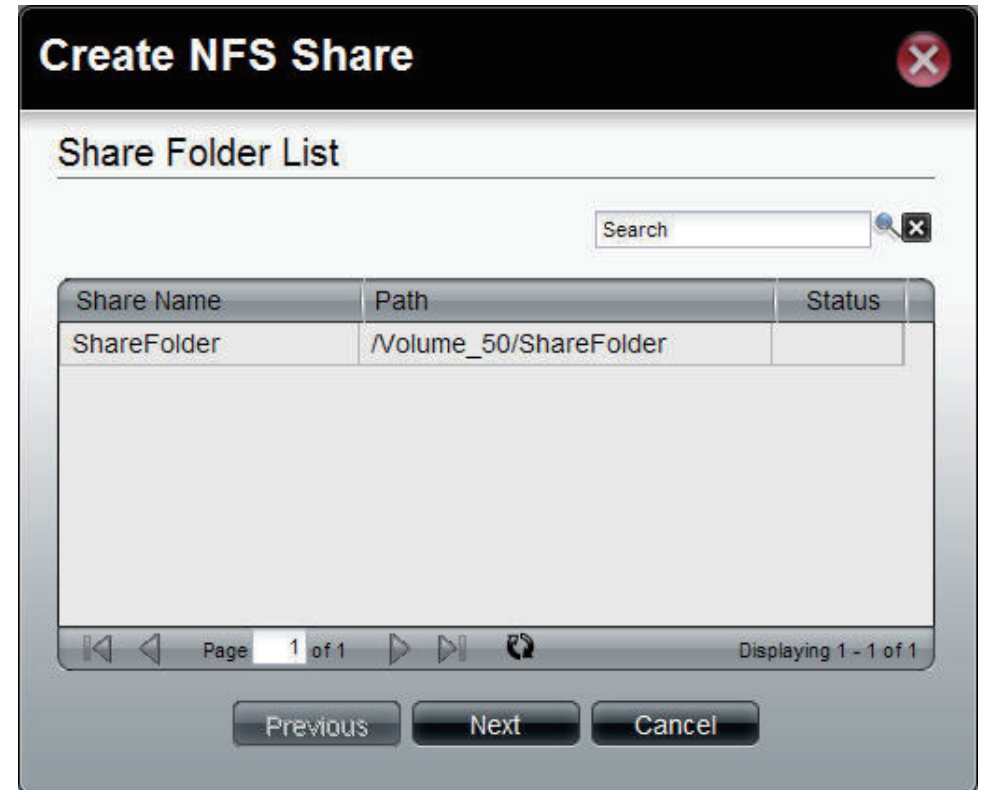 Create NFS Share
Share Folder List
Search
Share Name Path Status
ShareFolder /Volume_50/ShareFolder
Page 1 of 1 Displaying 1 - 1 of 1
Previous Next Cancel